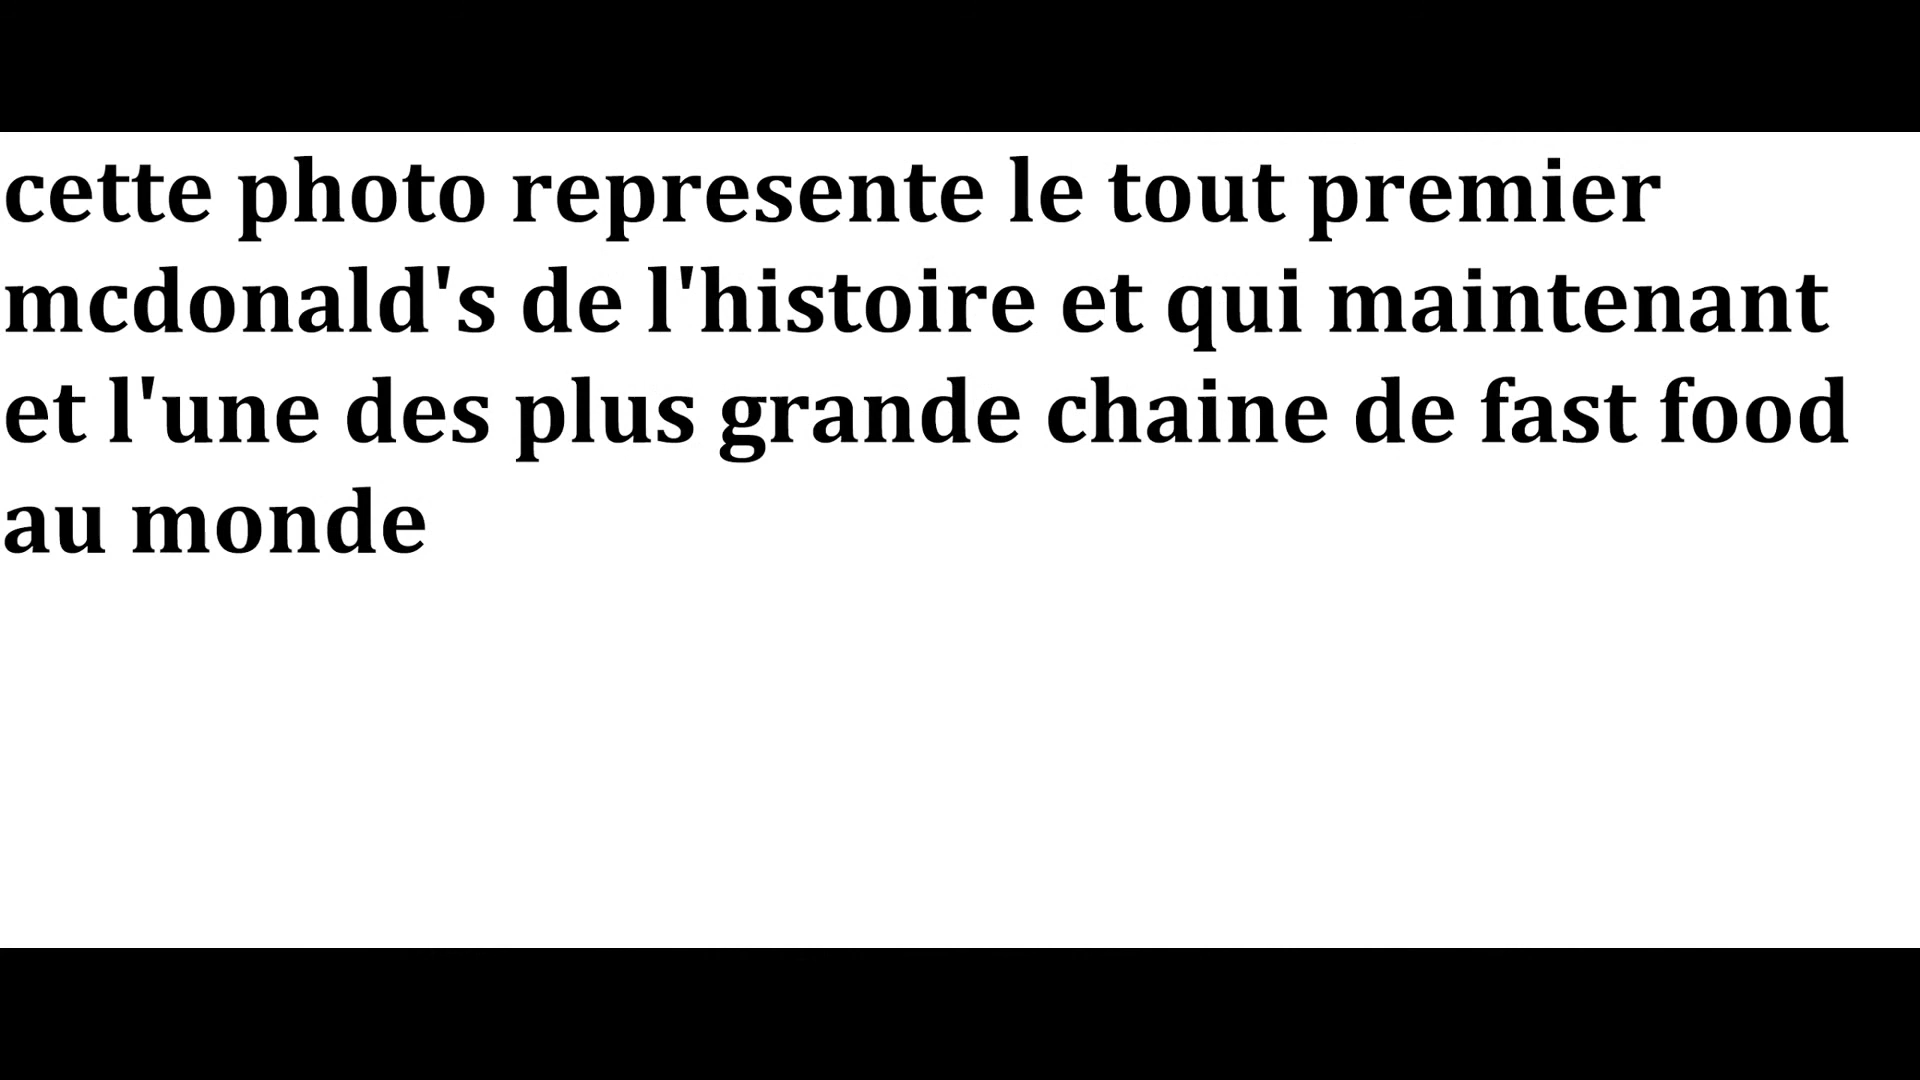 cette photo represente le tout premier
mcdonald's de l'histoire et qui maintenant
et l'une des plus grande chaine de fast food
au monde